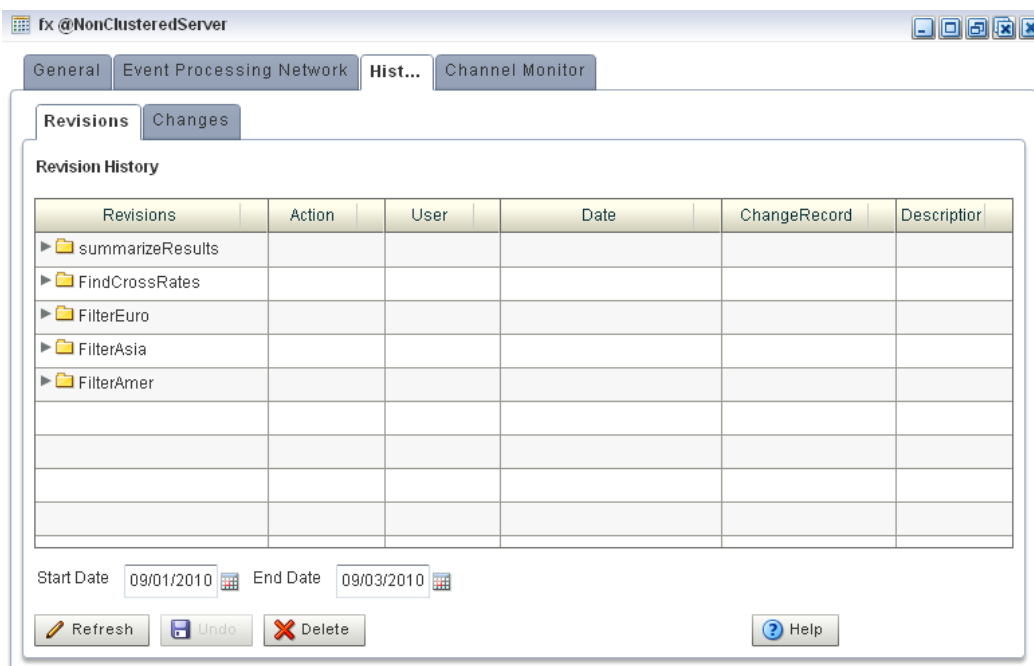 fx @NonClusteredServer
General Event Processing Network Hist... Channel Monitor
Revisions Changes
Revision History
Revisions Action User Date ChangeRecord Description
summarizeResults
FindCrossRates
FilterEuro
FilterAsia
FilterAmer
Start Date 09/01/2010 End Date 09/03/2010
Refresh Undo Delete Help